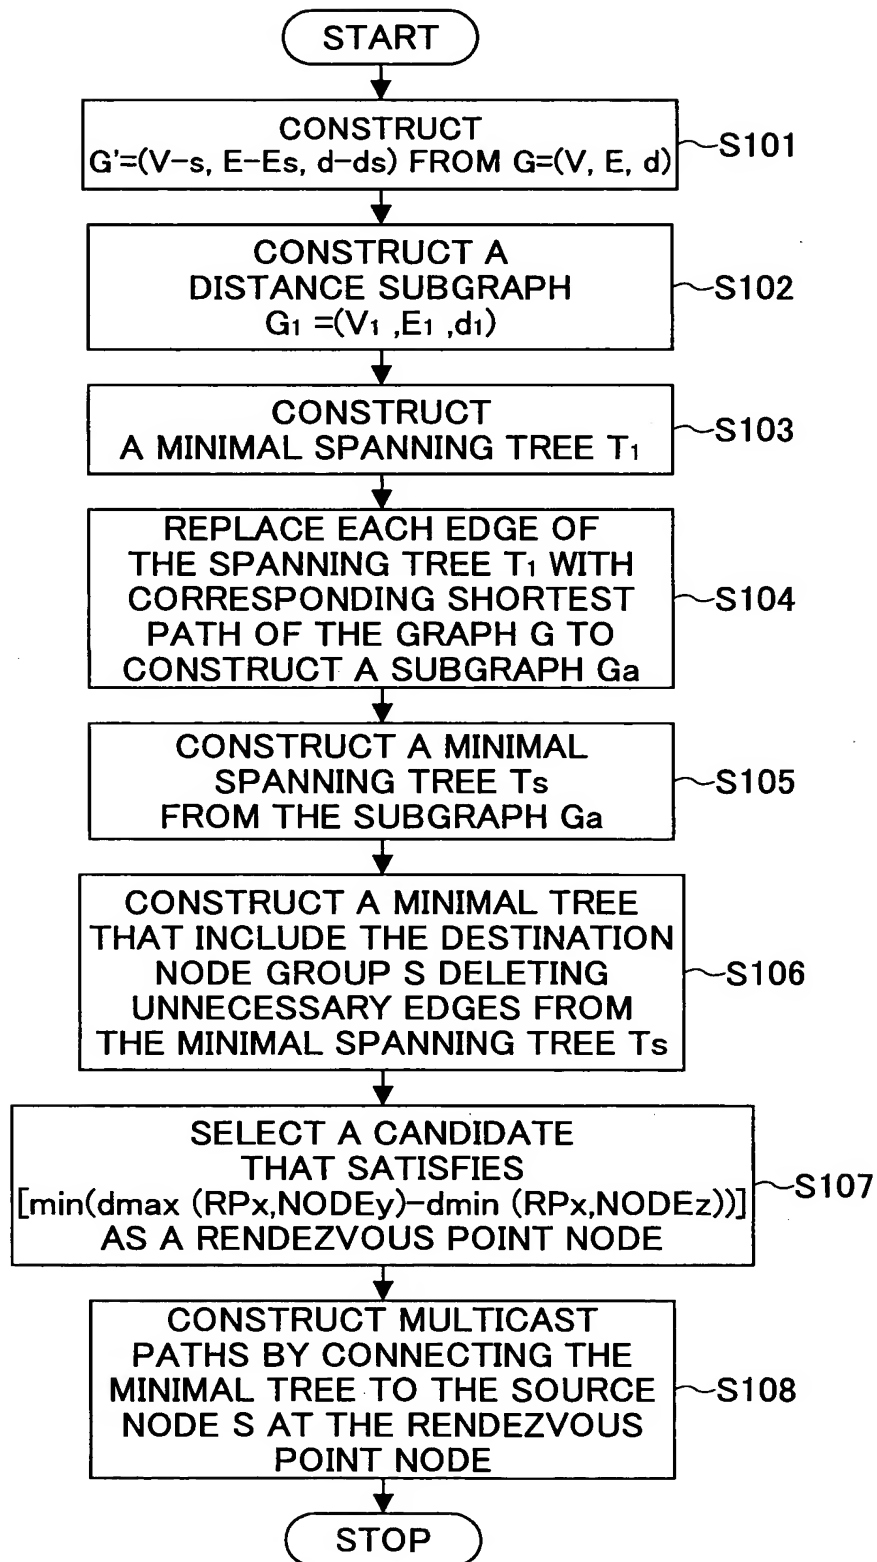 START
CONSTRUCT
G'=(V-s, E-Es, d-ds) FROM G=(V, E, d)
S101
CONSTRUCT A
DISTANCE SUBGRAPH
G1 =(V1 ,E1 ,d1)
S102
CONSTRUCT
A MINIMAL SPANNING TREE T1
S103
REPLACE EACH EDGE OF
THE SPANNING TREE T1 WITH
CORRESPONDING SHORTEST
PATH OF THE GRAPH G TO
CONSTRUCT A SUBGRAPH Ga
S104
CONSTRUCT A MINIMAL
SPANNING TREE Ts
FROM THE SUBGRAPH Ga
S105
CONSTRUCT A MINIMAL TREE
THAT INCLUDE THE DESTINATION
NODE GROUP S DELETING
UNNECESSARY EDGES FROM
THE MINIMAL SPANNING TREE Ts
S106
SELECT A CANDIDATE
THAT SATISFIES
[min(dmax (RPx,NODEy)-dmin (RPx,NODEz))]
AS A RENDEZVOUS POINT NODE
S107
CONSTRUCT MULTICAST
PATHS BY CONNECTING THE
MINIMAL TREE TO THE SOURCE
NODE S AT THE RENDEZVOUS
POINT NODE
S108
STOP